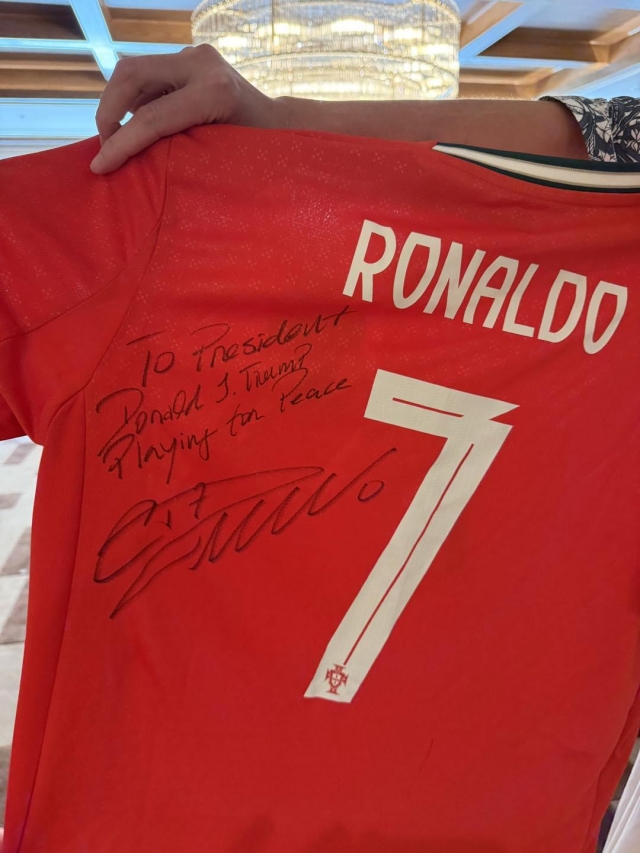 RONALDO
7
To President
Donald J. Trump
Playing for Peace